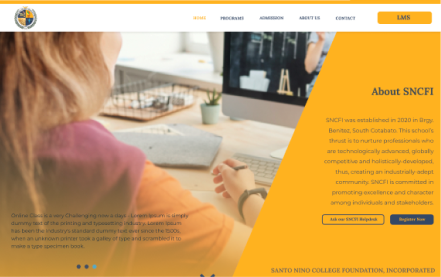 HOME
PROGRAMS
ADMISSION
ABOUT US
CONTACT
LMS
About SNCFI
SNCFI was established in 2020 in Brgy.
Benitez, South Cotabato. This school's
thrust is to nurture professionals who
are technologically advanced, globally
competitive and holistically-developed,
thus, creating an industrially adept
community. SNCFI is committed in
promoting excellence and character
among individuals and stakeholders.
Ask our SNCFI Helpdesk
Register Now
Online Class is a very Challenging now a days.. Lorem Ipsum is simply
dummy text of the printing and typesetting industry. Lorem Ipsum
has been the industry's standard dummy text ever since the 1500s,
when an unknown printer took a galley of type and scrambled it to
make a type specimen book.
SANTO NINO COLLEGE FOUNDATION, INCORPORATED